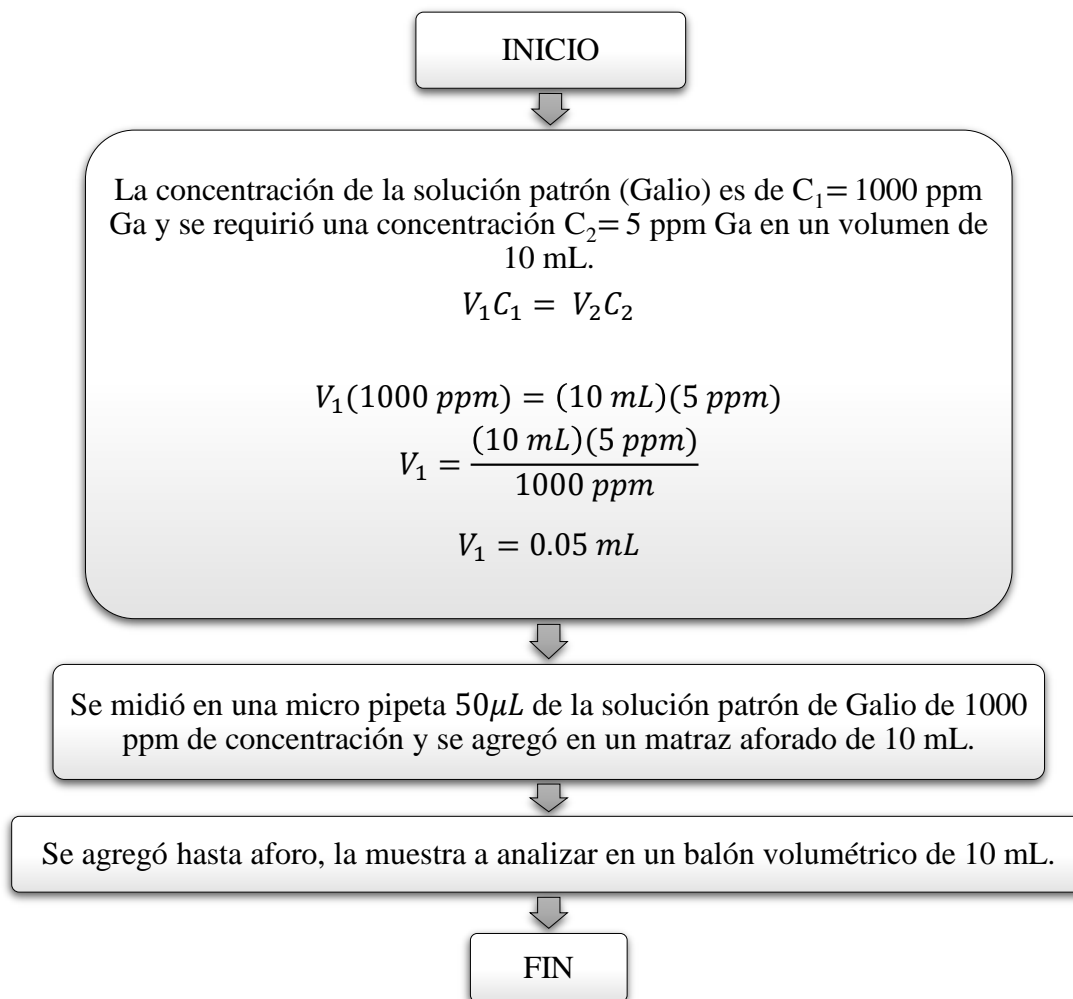 INICIO
La concentración de la solución patrón (Galio) es de C₁= 1000 ppm
Ga y se requirió una concentración C₂= 5 ppm Ga en un volumen de
10 mL.
V₁C₁ = V₂C₂
V₁(1000 ppm) = (10 mL)(5 ppm)
V₁ = (10 mL)(5 ppm) / 1000 ppm
V₁ = 0.05 mL
Se midió en una micro pipeta 50μL de la solución patrón de Galio de 1000
ppm de concentración y se agregó en un matraz aforado de 10 mL.
Se agregó hasta aforo, la muestra a analizar en un balón volumétrico de 10 mL.
FIN